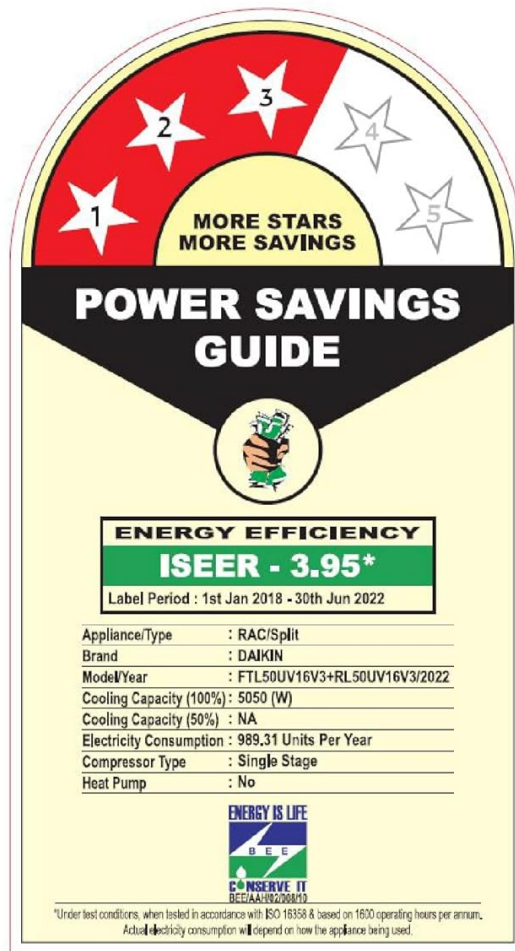 1
2
3
4
5
MORE STARS
MORE SAVINGS
POWER SAVINGS
GUIDE
ENERGY EFFICIENCY
ISEER - 3.95*
Label Period : 1st Jan 2018 - 30th Jun 2022
Appliance/Type : RAC/Split
Brand : DAIKIN
Model/Year : FTL50UV16V3+RL50UV16V3/2022
Cooling Capacity (100%) : 5050 (W)
Cooling Capacity (50%) : NA
Electricity Consumption : 989.31 Units Per Year
Compressor Type : Single Stage
Heat Pump : No
ENERGY IS LIFE
BEE
CONSERVE IT
BEE/AAH/02/008/10
*Under test conditions, when tested in accordance with ISO 16358 & based on 1600 operating hours per annum.
Actual electricity consumption will depend on how the appliance being used.